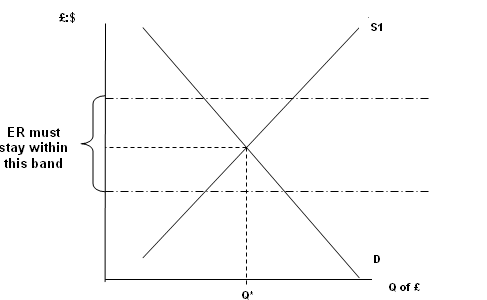 £:$
S1
ER must
stay within
this band
D
Q of £
Q*